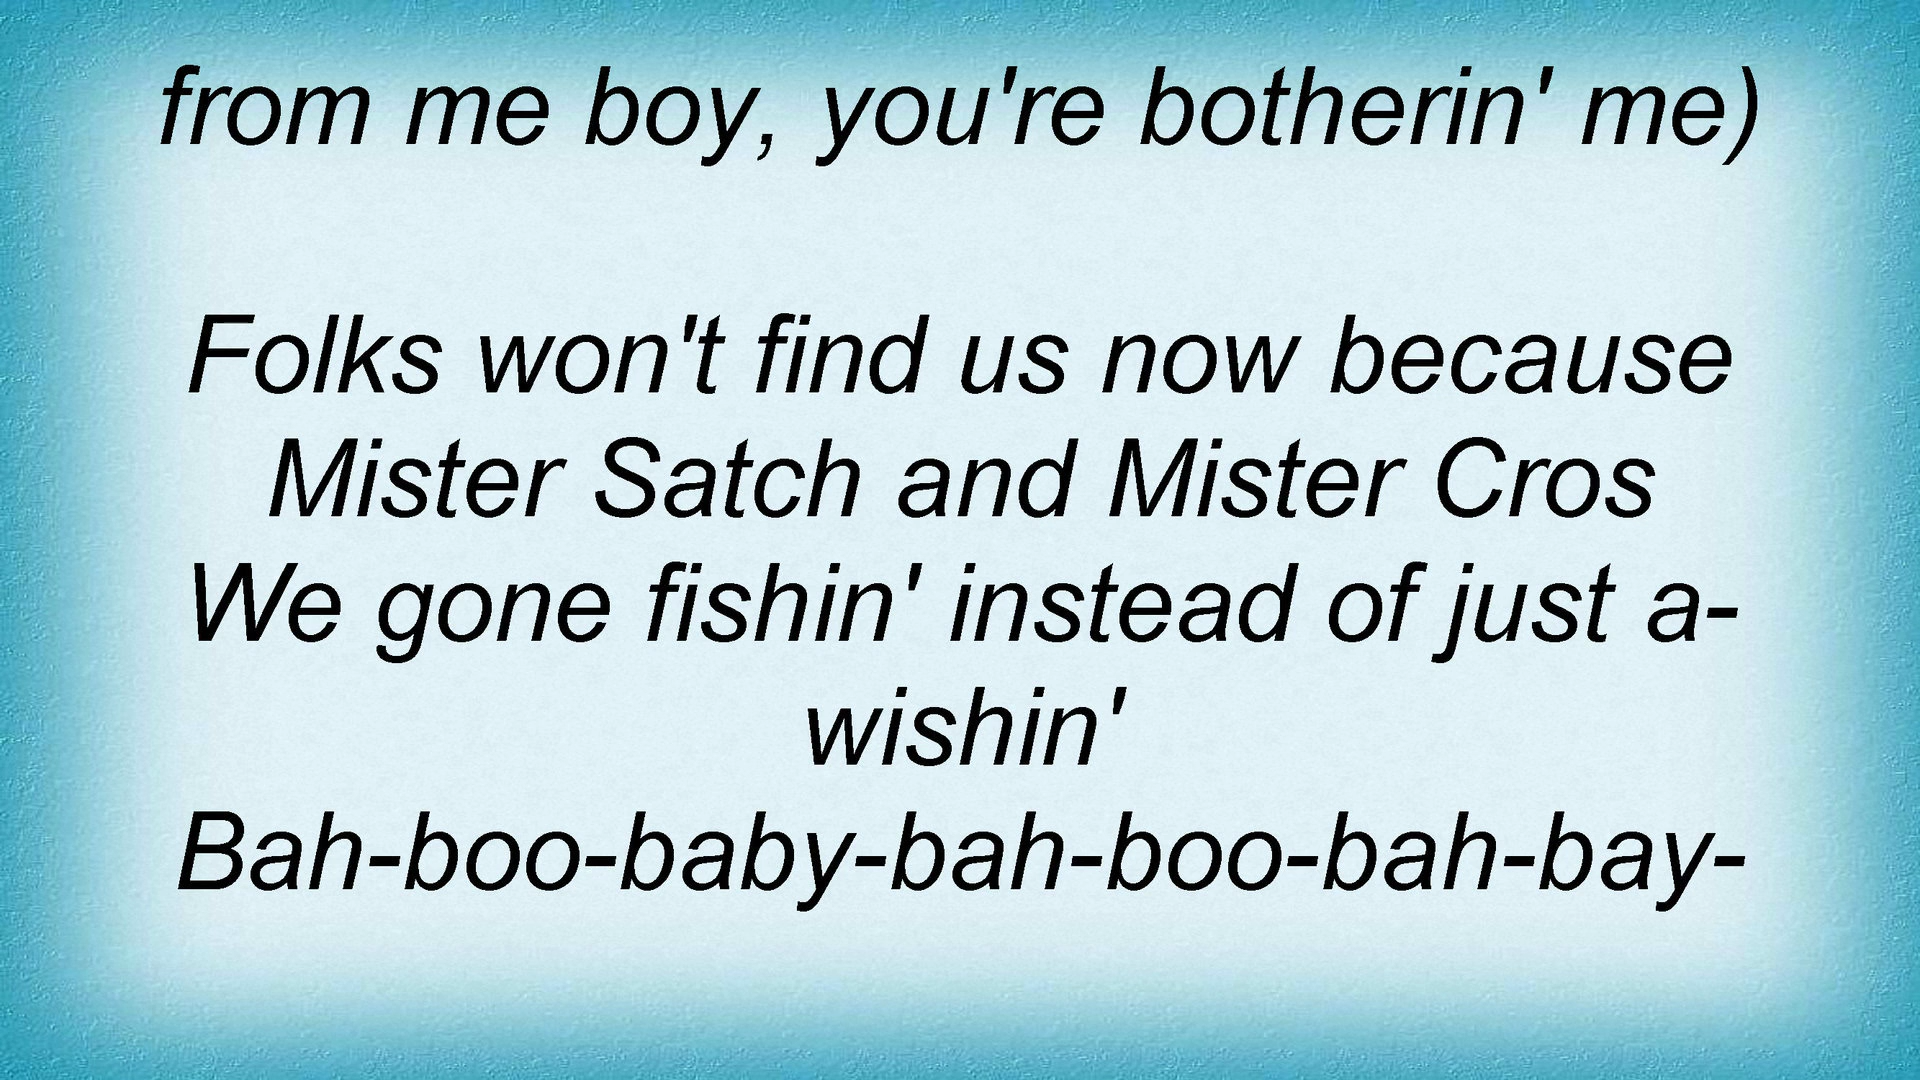 from me boy, you're botherin' me)
Folks won't find us now because
Mister Satch and Mister Cros
We gone fishin' instead of just a-
wishin'
Bah-boo-baby-bah-boo-bah-bay-